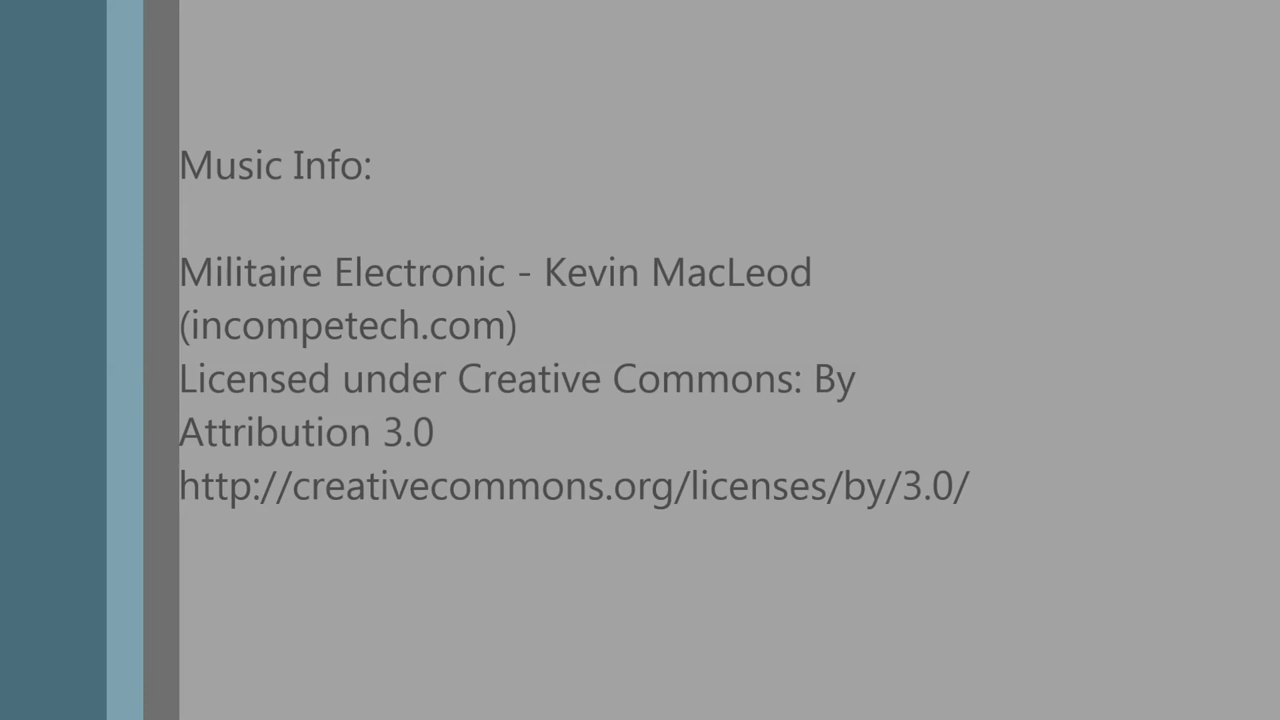 Music Info:
Militaire Electronic - Kevin MacLeod
(incompetech.com)
Licensed under Creative Commons: By
Attribution 3.0
http://creativecommons.org/licenses/by/3.0/